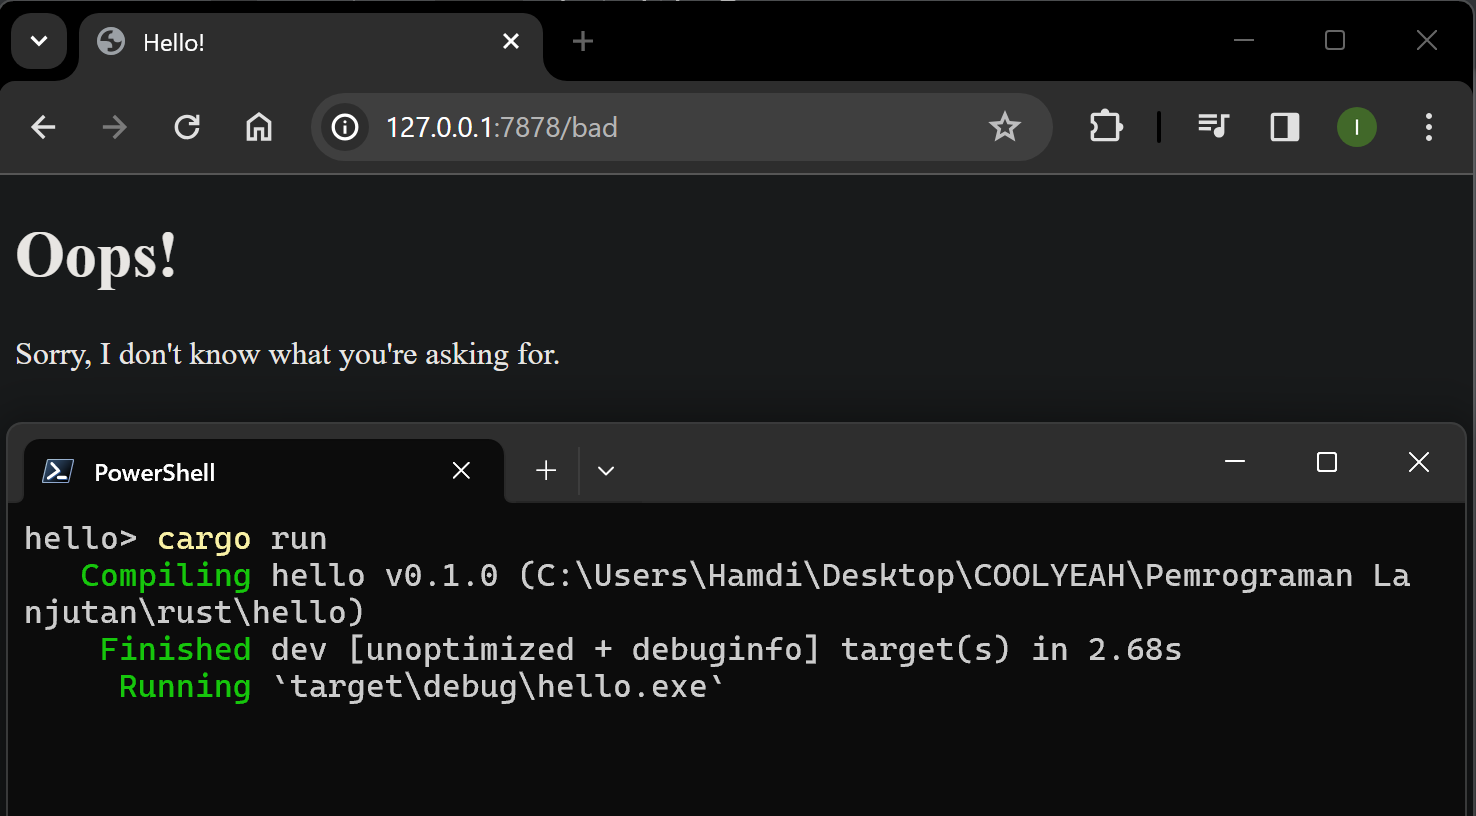 Hello!
127.0.0.1:7878/bad
I
Oops!
Sorry, I don't know what you're asking for.
PowerShell
hello> cargo run
   Compiling hello v0.1.0 (C:\Users\Hamdi\Desktop\COOLYEAH\Pemrograman La
njutan\rust\hello)
    Finished dev [unoptimized + debuginfo] target(s) in 2.68s
     Running `target\debug\hello.exe`